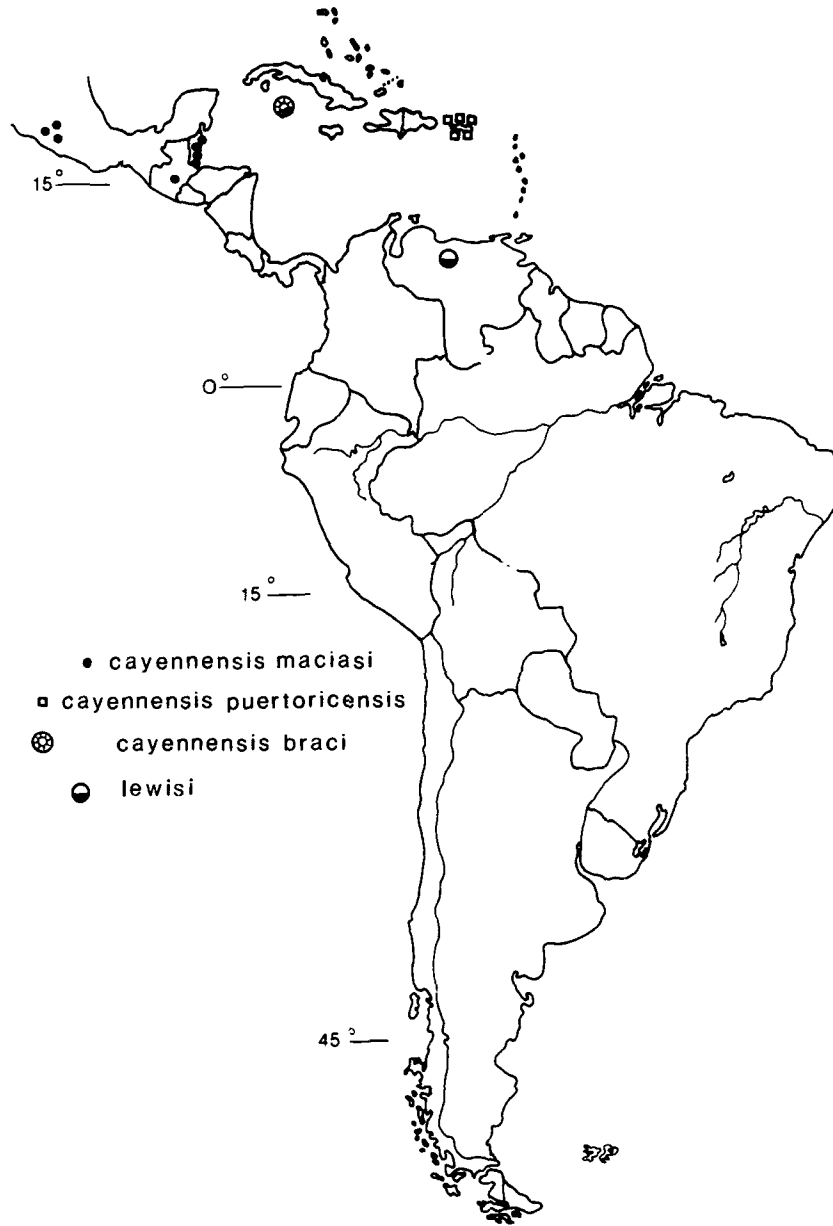 15°
0°
15°
cayennensis maciasi
cayennensis puertoricensis
cayennensis braci
lewisi
45°